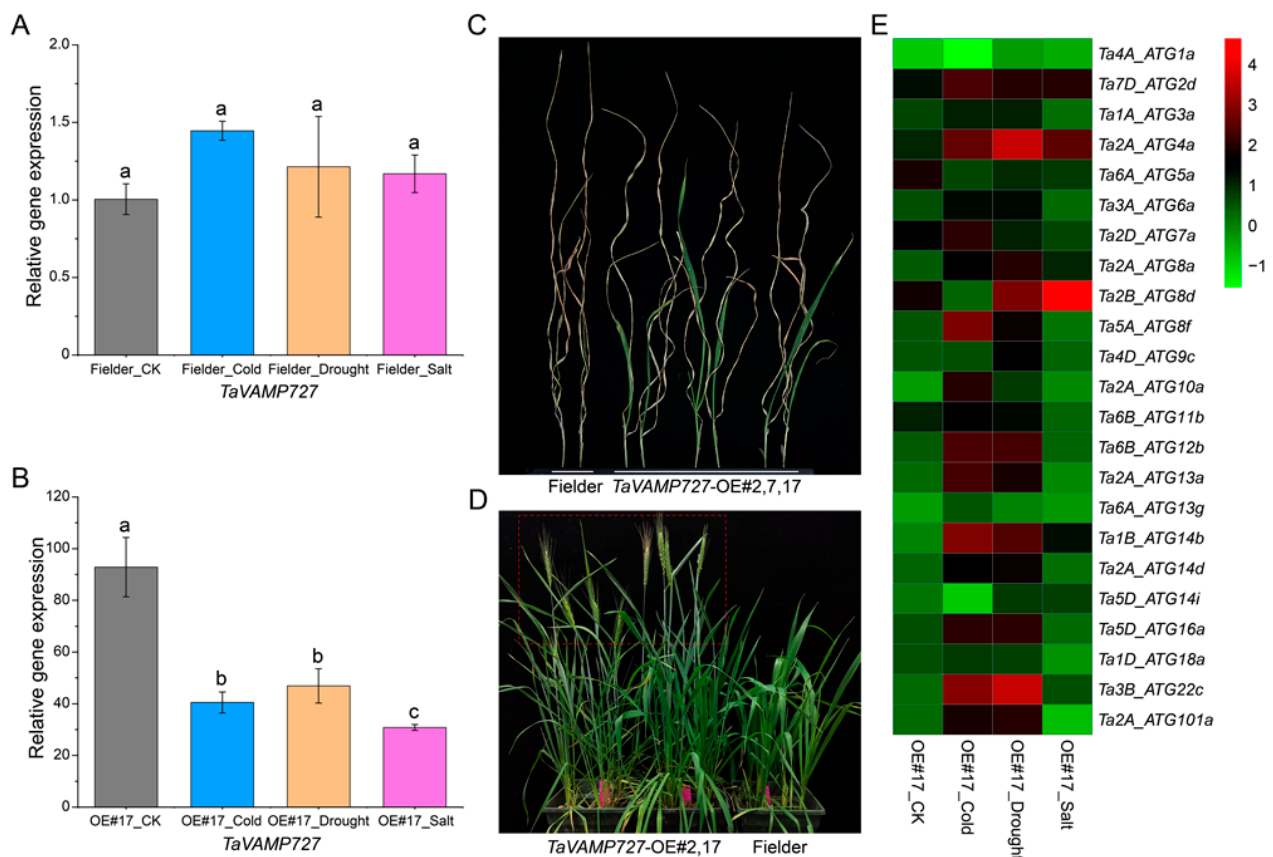 A
2.0
1.5
1.0
0.5
0
Relative gene expression
a
a
a
a
Fielder_CK Fielder_Cold Fielder_Drought Fielder_Salt
TaVAMP727
B
120
100
80
60
40
20
0
Relative gene expression
a
b
b
c
OE#17_CK OE#17_Cold OE#17_Drought OE#17_Salt
TaVAMP727
C
Fielder TaVAMP727-OE#2,7,17
D
TaVAMP727-OE#2,17 Fielder
E
Ta4A_ATG1a
Ta7D_ATG2d
Ta1A_ATG3a
Ta2A_ATG4a
Ta6A_ATG5a
Ta3A_ATG6a
Ta2D_ATG7a
Ta2A_ATG8a
Ta2B_ATG8d
Ta5A_ATG8f
Ta4D_ATG9c
Ta2A_ATG10a
Ta6B_ATG11b
Ta6B_ATG12b
Ta2A_ATG13a
Ta6A_ATG13g
Ta1B_ATG14b
Ta2A_ATG14d
Ta5D_ATG14i
Ta5D_ATG16a
Ta1D_ATG18a
Ta3B_ATG22c
Ta2A_ATG101a
OE#17_CK
OE#17_Cold
OE#17_Drought
OE#17_Salt
4
3
2
1
0
−1